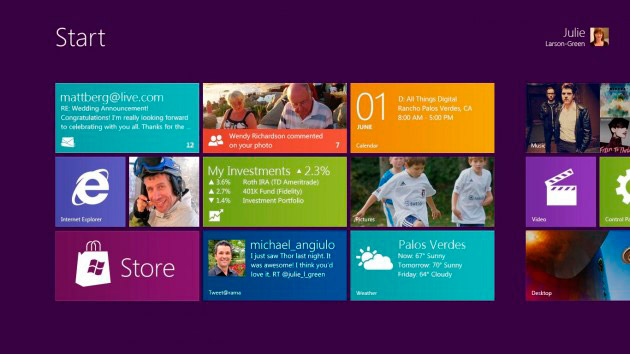 Start
Julie
Larson-Green
mattberg@live.com
RE: Wedding Announcement!
Congratulations! I'm really looking forward
to celebrating with you all. Thanks for the ...
12
Wendy Richardson commented
on your photo
7
01
JUNE
D: All Things Digital
Rancho Palos Verdes, CA
8:00 AM - 5:00 PM
Calendar
Music
Internet Explorer
My Investments ▲ 2.3%
▲ 3.6% Roth IRA (TD Ameritrade)
▲ 2.7% 401X Fund (Fidelity)
▼ 1.4% Investment Portfolio
Pictures
Video
Control Pa
Store
michael_angiulo
I just saw Thor last night. It
was awesome! I think you'd
love it. RT @julie_l_green
Tweet@rama
Palos Verdes
Now: 67° Sunny
Tomorrow: 70° Sunny
Friday: 64° Cloudy
Weather
Desktop